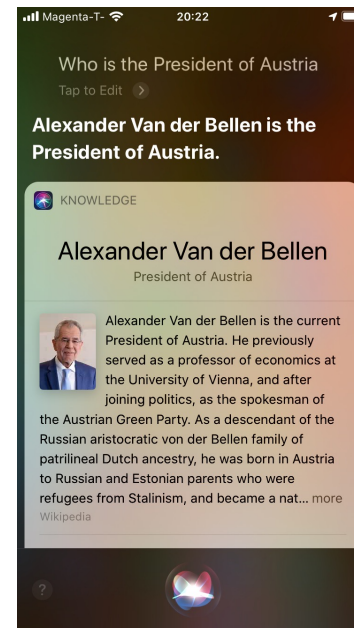 Magenta-T- 20:22
Who is the President of Austria
Tap to Edit
Alexander Van der Bellen is the
President of Austria.
KNOWLEDGE
Alexander Van der Bellen
President of Austria
Alexander Van der Bellen is the current
President of Austria. He previously
served as a professor of economics at
the University of Vienna, and after
joining politics, as the spokesman of
the Austrian Green Party. As a descendant of the
Russian aristocratic von der Bellen family of
patrilineal Dutch ancestry, he was born in Austria
to Russian and Estonian parents who were
refugees from Stalinism, and became a nat... more
Wikipedia
?